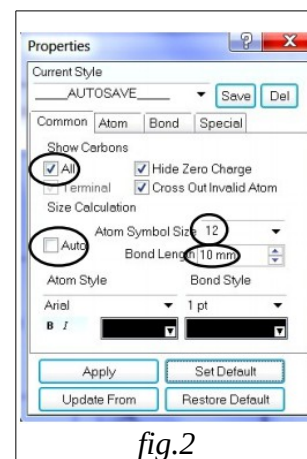 Properties
Current Style
____AUTOSAVE____ Save Del
Common Atom Bond Special
Show Carbons
All Hide Zero Charge
Terminal Cross Out Invalid Atom
Size Calculation
Atom Symbol Size 12
Auto
Bond Length 10 mm
Atom Style Bond Style
Arial 1 pt
B I
Apply Set Default
Update From Restore Default
fig.2